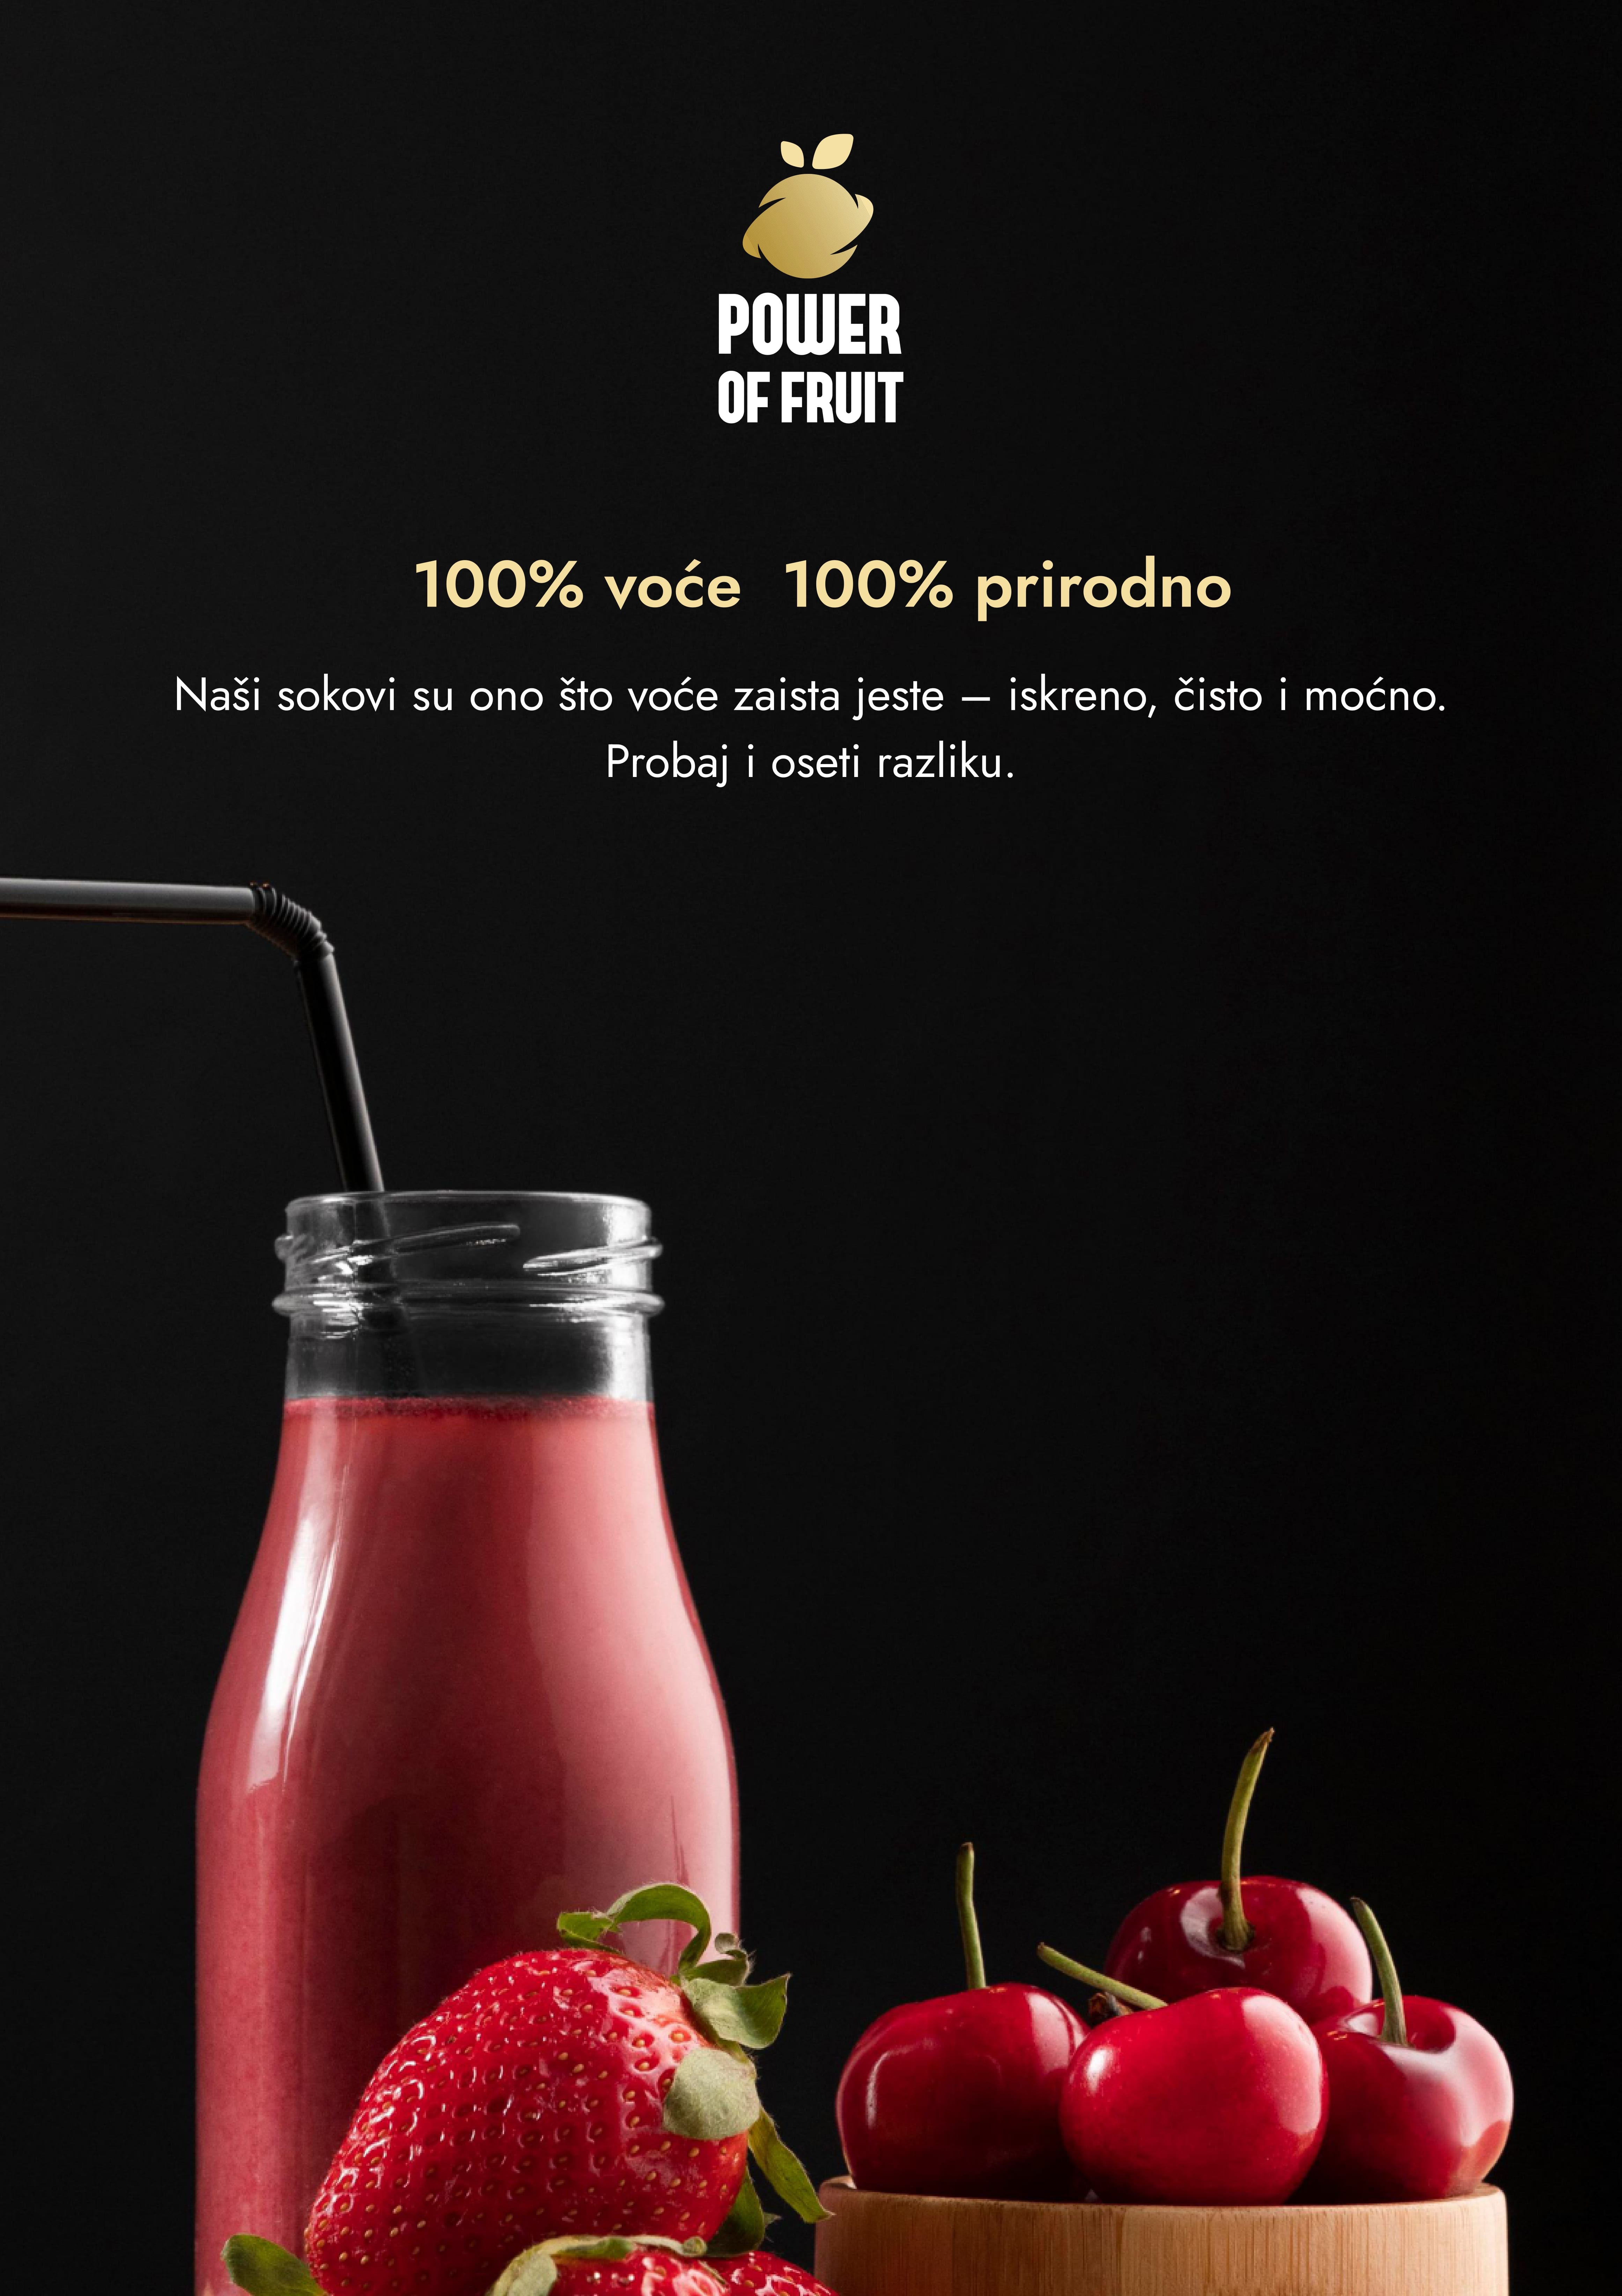 POWER
OF FRUIT
100% voće  100% prirodno
Naši sokovi su ono što voće zaista jeste – iskreno, čisto i moćno.
Probaj i oseti razliku.